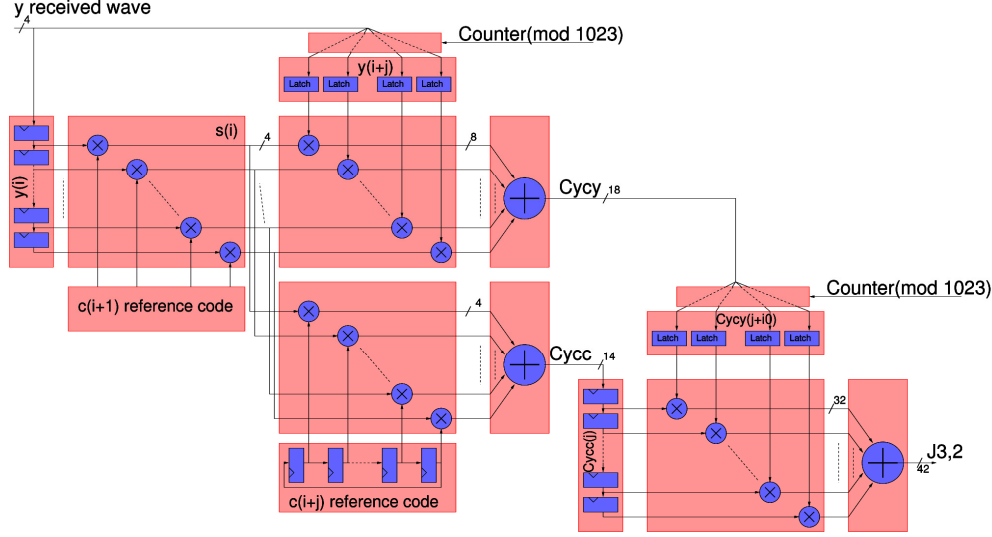 y received wave
4
Counter(mod 1023)
y(i+j)
Latch Latch Latch Latch
s(i)
4
8
y(i)
Cycy
18
c(i+1) reference code
Counter(mod 1023)
4
Cycy(j+i0)
Latch Latch Latch Latch
Cycc
14
32
Cycc(j)
J3,2
42
c(i+j) reference code